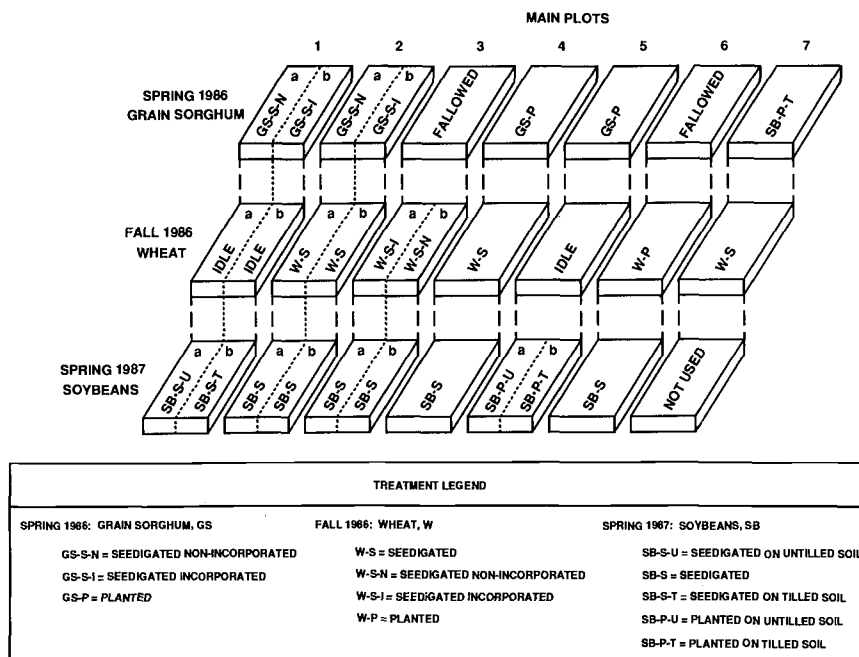 MAIN PLOTS
1 2 3 4 5 6 7
SPRING 1986
GRAIN SORGHUM
a b a b
GS-S-N GS-S-I GS-S-N GS-S-I FALLOWED GS-P GS-P FALLOWED SB-P-T
FALL 1986
WHEAT
a b a b a b
IDLE IDLE W-S W-S W-S-I W-S-N W-S IDLE W-P W-S
SPRING 1987
SOYBEANS
a b a b a b a b
SB-S-U SB-S-T SB-S SB-S SB-S SB-S SB-S SB-P-U SB-P-T SB-S NOT USED
TREATMENT LEGEND
SPRING 1986: GRAIN SORGHUM, GS
GS-S-N = SEEDIGATED NON-INCORPORATED
GS-S-I = SEEDIGATED INCORPORATED
GS-P = PLANTED
FALL 1986: WHEAT, W
W-S = SEEDIGATED
W-S-N = SEEDIGATED NON-INCORPORATED
W-S-I = SEEDIGATED INCORPORATED
W-P = PLANTED
SPRING 1987: SOYBEANS, SB
SB-S-U = SEEDIGATED ON UNTILLED SOIL
SB-S = SEEDIGATED
SB-S-T = SEEDIGATED ON TILLED SOIL
SB-P-U = PLANTED ON UNTILLED SOIL
SB-P-T = PLANTED ON TILLED SOIL